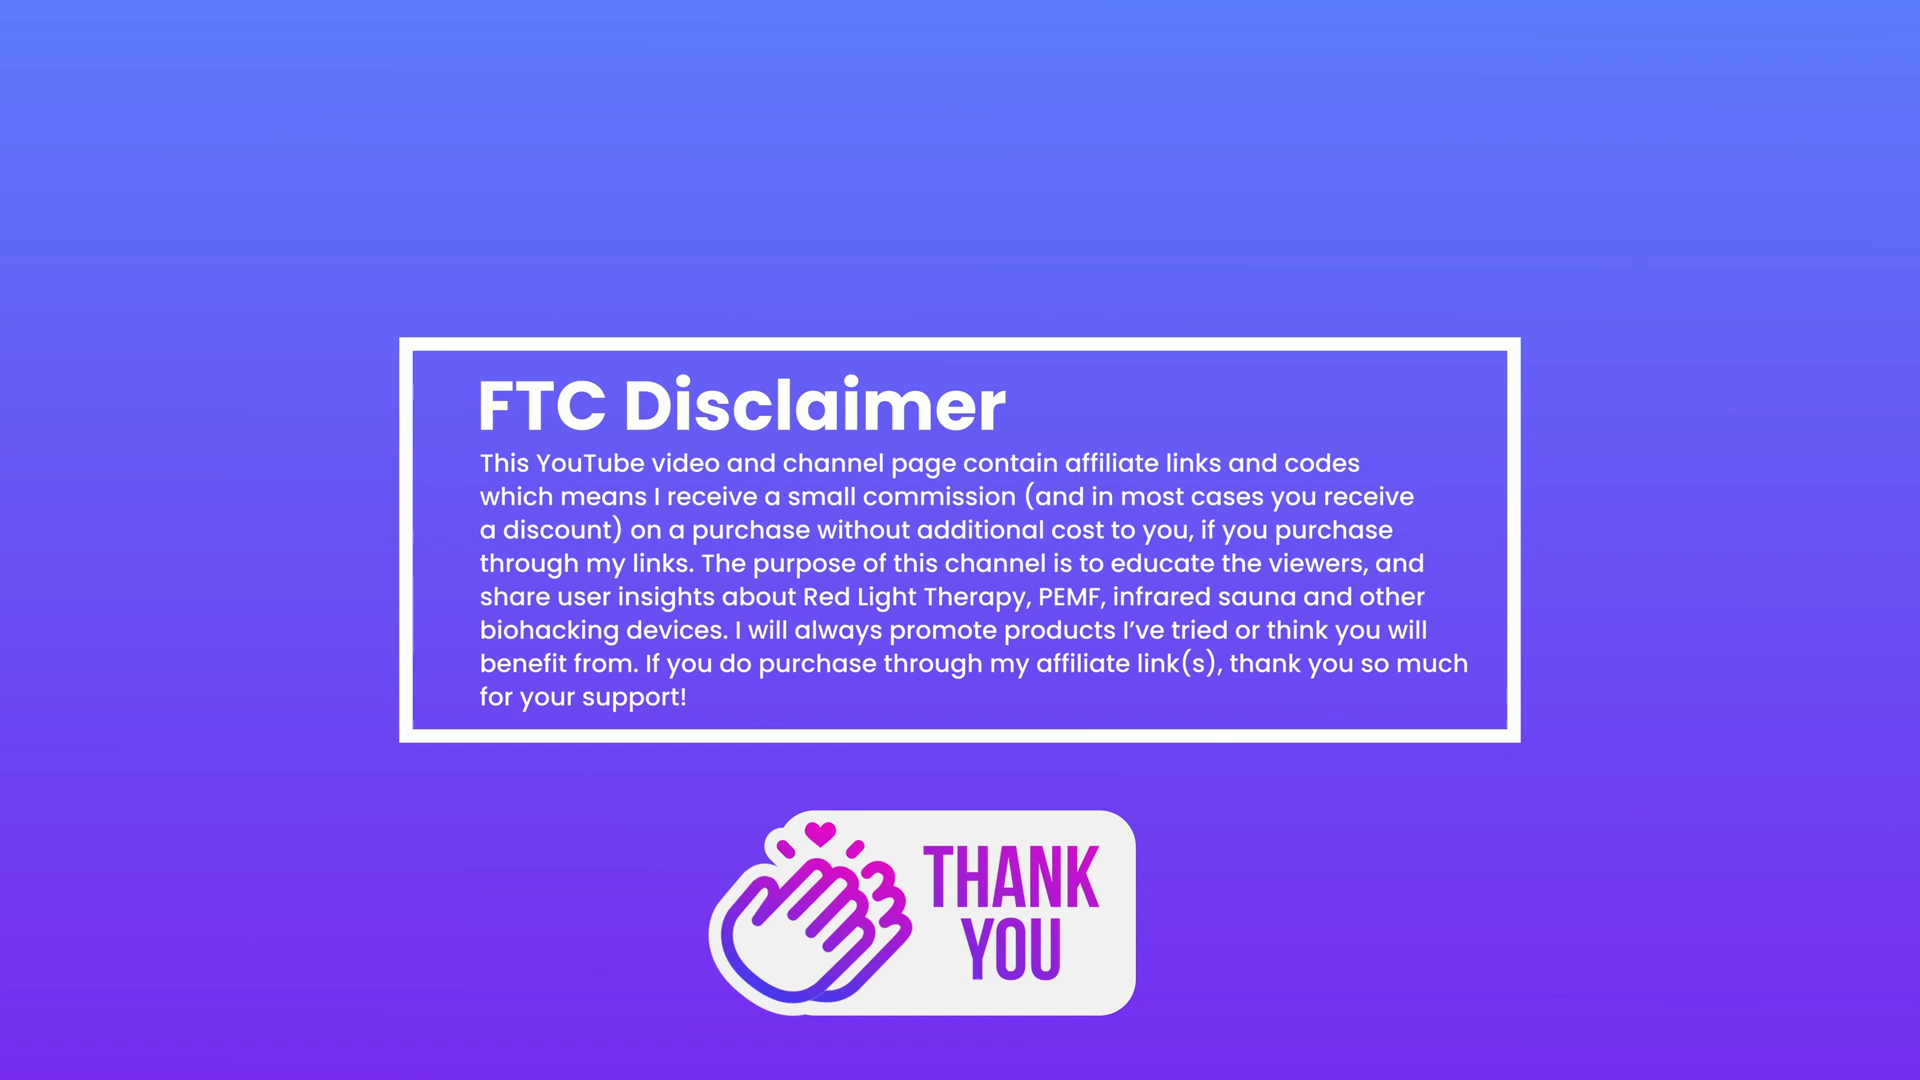 FTC Disclaimer
This YouTube video and channel page contain affiliate links and codes
which means I receive a small commission (and in most cases you receive
a discount) on a purchase without additional cost to you, if you purchase
through my links. The purpose of this channel is to educate the viewers, and
share user insights about Red Light Therapy, PEMF, infrared sauna and other
biohacking devices. I will always promote products I’ve tried or think you will
benefit from. If you do purchase through my affiliate link(s), thank you so much
for your support!
THANK
YOU